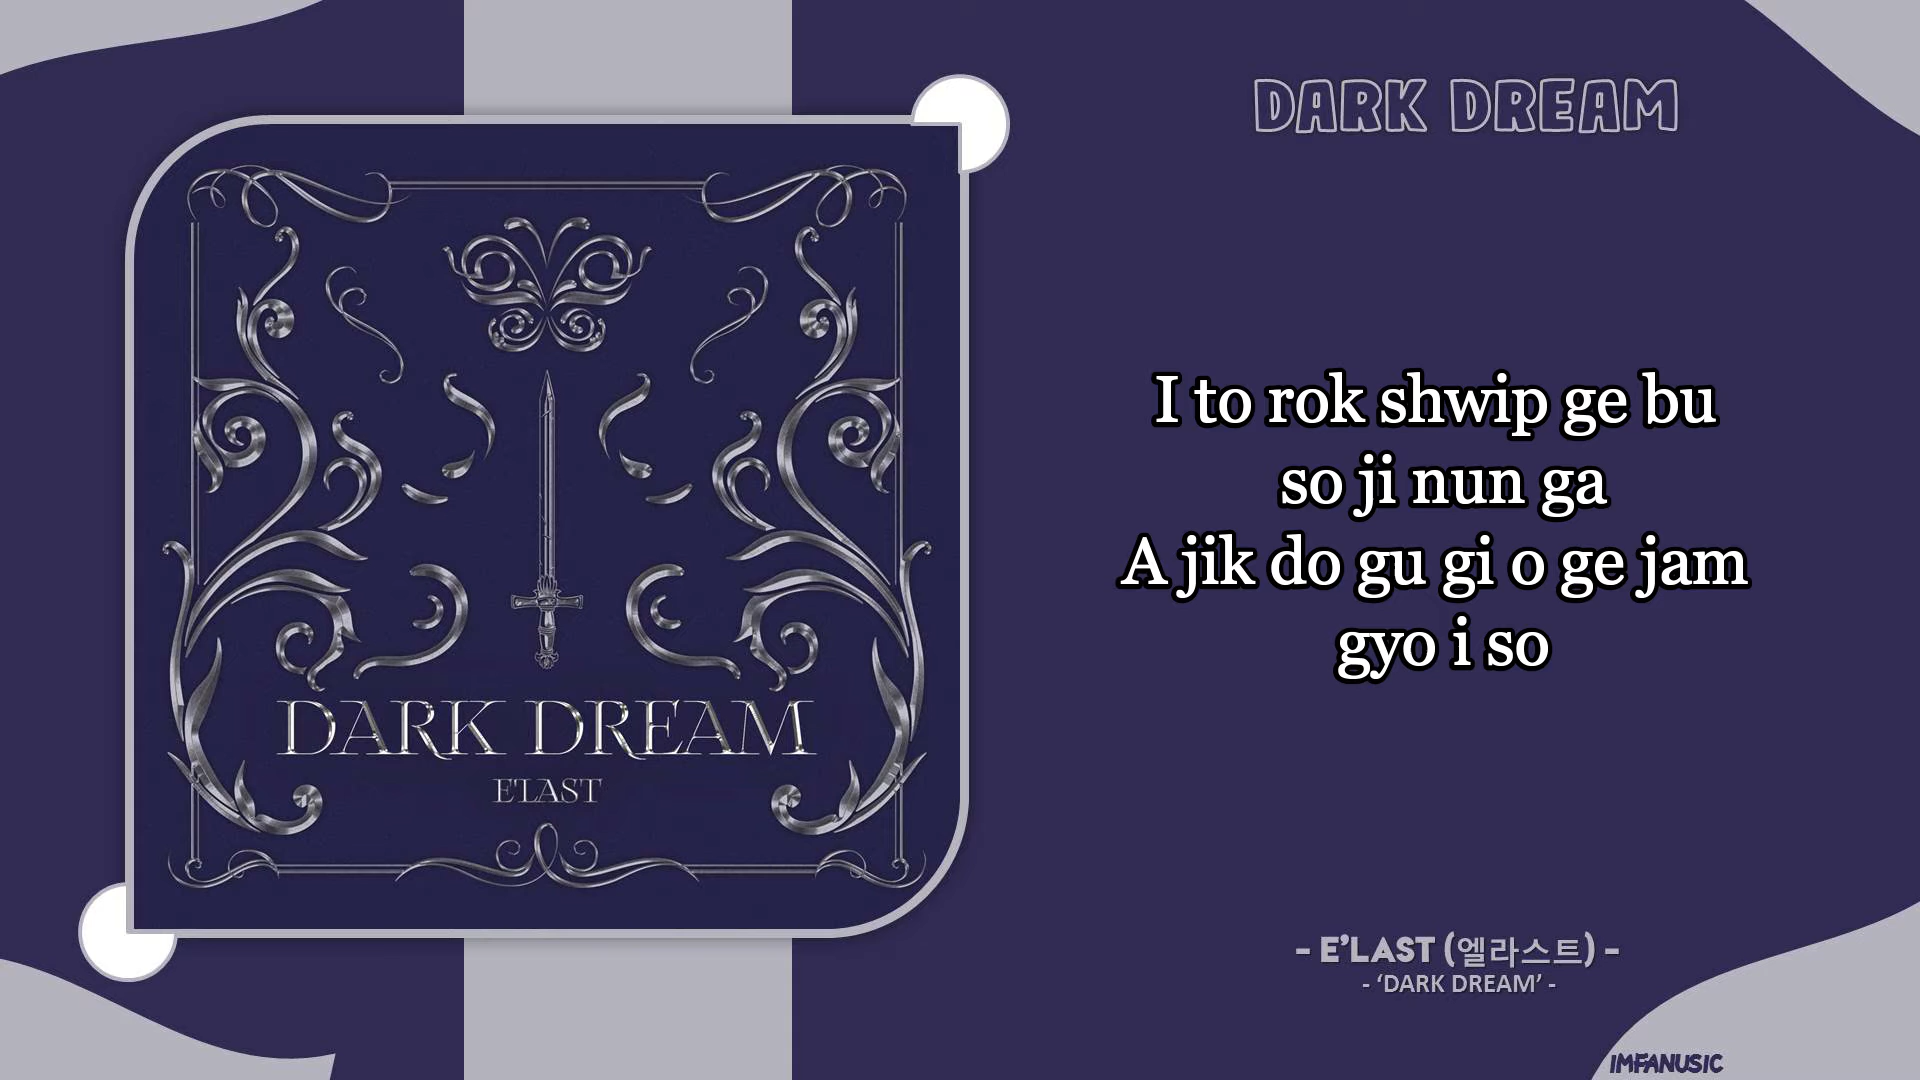 DARK DREAM
I to rok shwip ge bu
so ji nun ga
A jik do gu gi o ge jam
gyo i so
DARK DREAM
E'LAST
- E'LAST (엘라스트) -
- ‘DARK DREAM’ -
IMFANUSIC